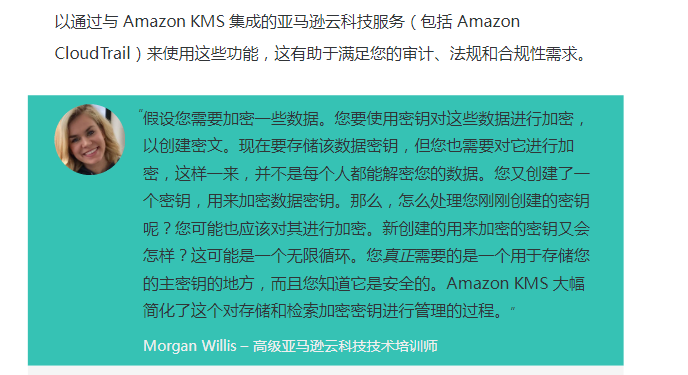 以通过与 Amazon KMS 集成的亚马逊云科技服务（包括 Amazon
CloudTrail）来使用这些功能，这有助于满足您的审计、法规和合规性需求。
“假设您需要加密一些数据。您要使用密钥对这些数据进行加密，
以创建密文。现在要存储该数据密钥，但您也需要对它进行加
密，这样一来，并不是每个人都能解密您的数据。您又创建了一
个密钥，用来加密数据密钥。那么，怎么处理您刚刚创建的密钥
呢？您可能也应该对其进行加密。新创建的用来加密的密钥又会
怎样？这可能是一个无限循环。您真正需要的是一个用于存储您
的主密钥的地方，而且您知道它是安全的。Amazon KMS 大幅
简化了这个对存储和检索加密密钥进行管理的过程。”
Morgan Willis – 高级亚马逊云科技技术培训师